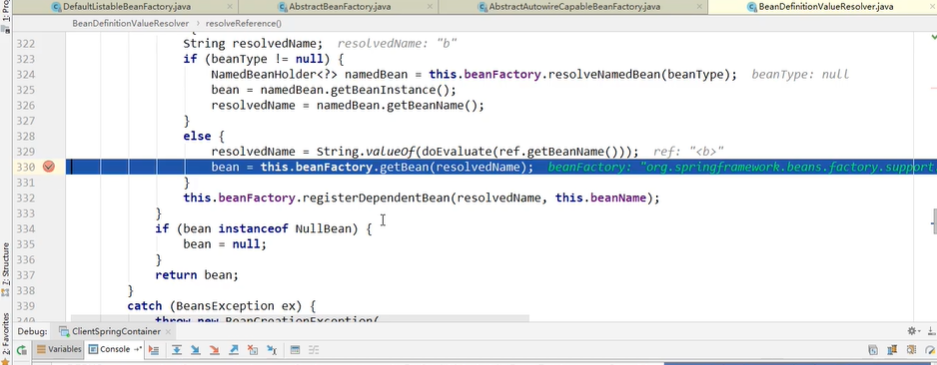 DefaultListableBeanFactory.java
AbstractBeanFactory.java
AbstractAutowireCapableBeanFactory.java
BeanDefinitionValueResolver.java
BeanDefinitionValueResolver
resolveReference()
322 String resolvedName; resolvedName: "b"
323 if (beanType != null) {
324 NamedBeanHolder<?> namedBean = this.beanFactory.resolveNamedBean(beanType); beanType: null
325 bean = namedBean.getBeanInstance();
326 resolvedName = namedBean.getBeanName();
327 }
328 else {
329 resolvedName = String.valueOf(doEvaluate(ref.getBeanName())); ref: "<b>"
330 bean = this.beanFactory.getBean(resolvedName); beanFactory: "org.springframework.beans.factory.support
331 }
332 this.beanFactory.registerDependentBean(resolvedName, this.beanName);
333 }
334 if (bean instanceof NullBean) {
335 bean = null;
336 }
337 return bean;
338 }
339 catch (BeansException ex) {
340 throw new BeanCreationException(
Z: Structure
2: Favorites
Debug:
ClientSpringContainer
Variables
Console